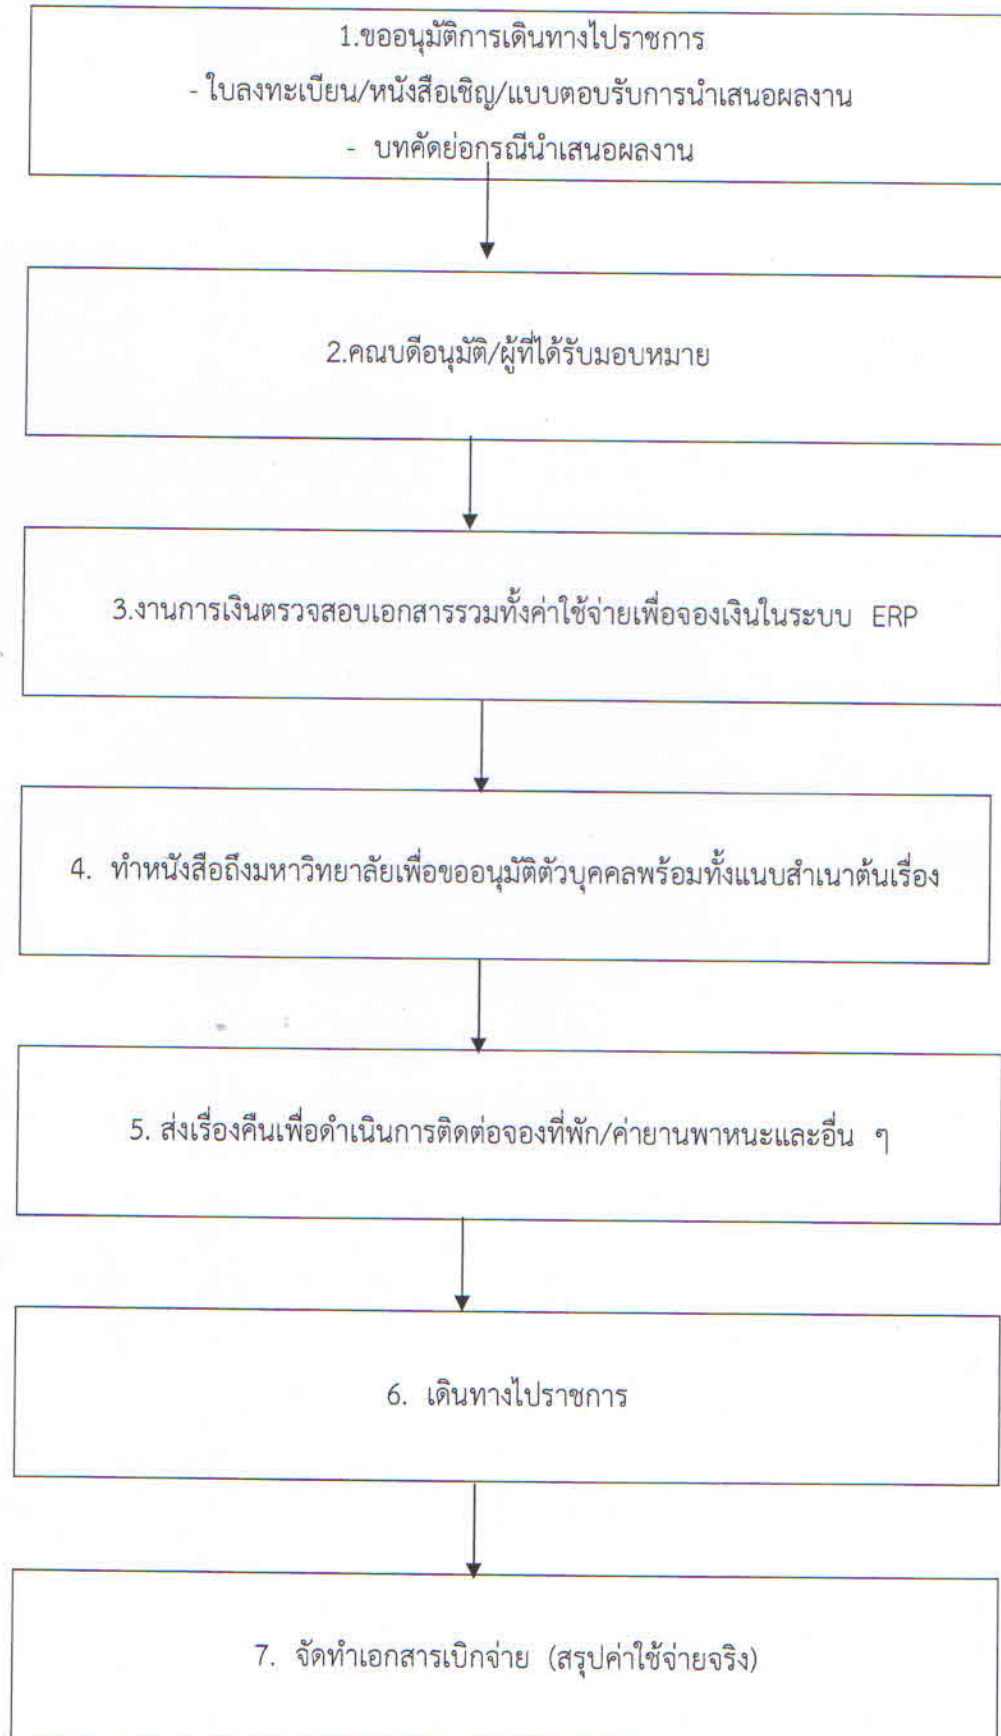 1.ขออนุมัติการเดินทางไปราชการ
- ใบลงทะเบียน/หนังสือเชิญ/แบบตอบรับการนำเสนอผลงาน
- บทคัดย่อกรณีนำเสนอผลงาน
2.คณบดีอนุมัติ/ผู้ที่ได้รับมอบหมาย
3.งานการเงินตรวจสอบเอกสารรวมทั้งค่าใช้จ่ายเพื่อจองเงินในระบบ ERP
4. ทำหนังสือถึงมหาวิทยาลัยเพื่อขออนุมัติตัวบุคคลพร้อมทั้งแนบสำเนาต้นเรื่อง
5. ส่งเรื่องคืนเพื่อดำเนินการติดต่อจองที่พัก/ค่ายานพาหนะและอื่น ๆ
6. เดินทางไปราชการ
7. จัดทำเอกสารเบิกจ่าย (สรุปค่าใช้จ่ายจริง)